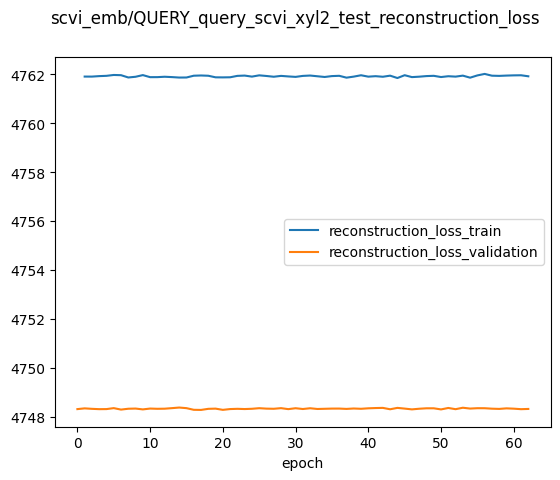 scvi_emb/QUERY_query_scvi_xyl2_test_reconstruction_loss
4762
4760
4758
4756
4754
4752
4750
4748
reconstruction_loss_train
reconstruction_loss_validation
0 10 20 30 40 50 60
epoch